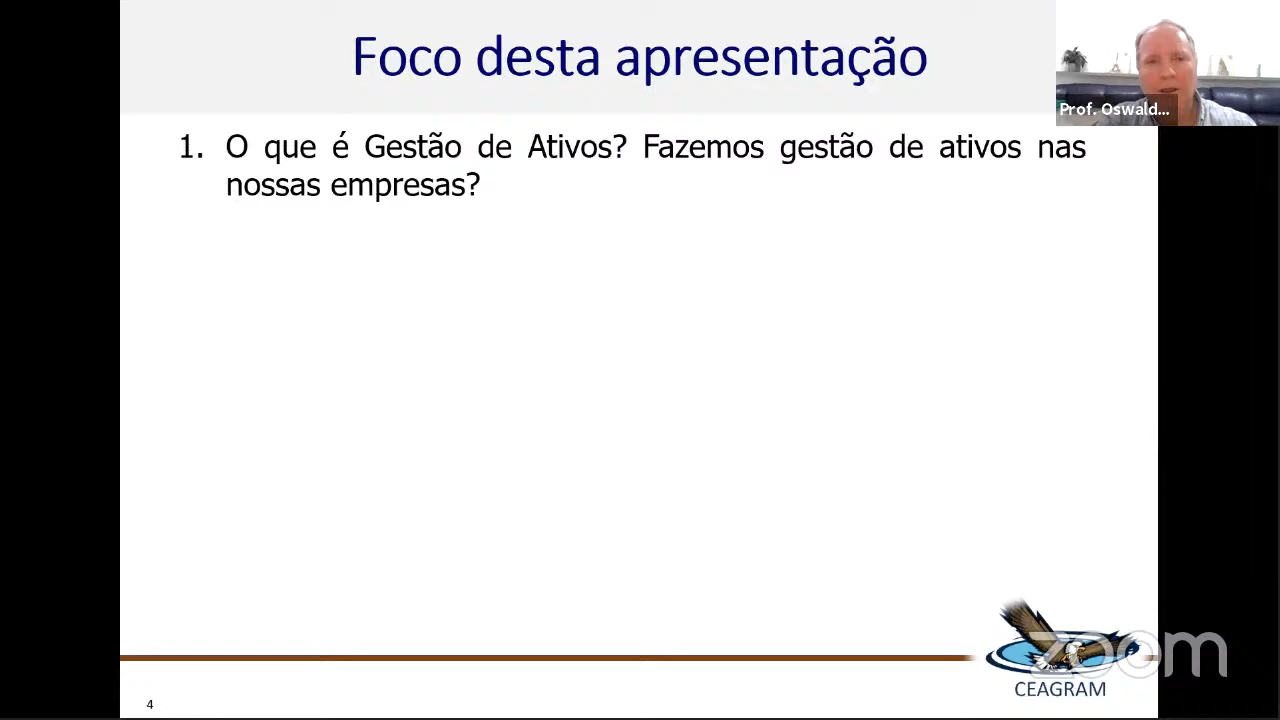 Foco desta apresentação
Prof. Oswald...
1. O que é Gestão de Ativos? Fazemos gestão de ativos nas
nossas empresas?
zoom
CEAGRAM
4